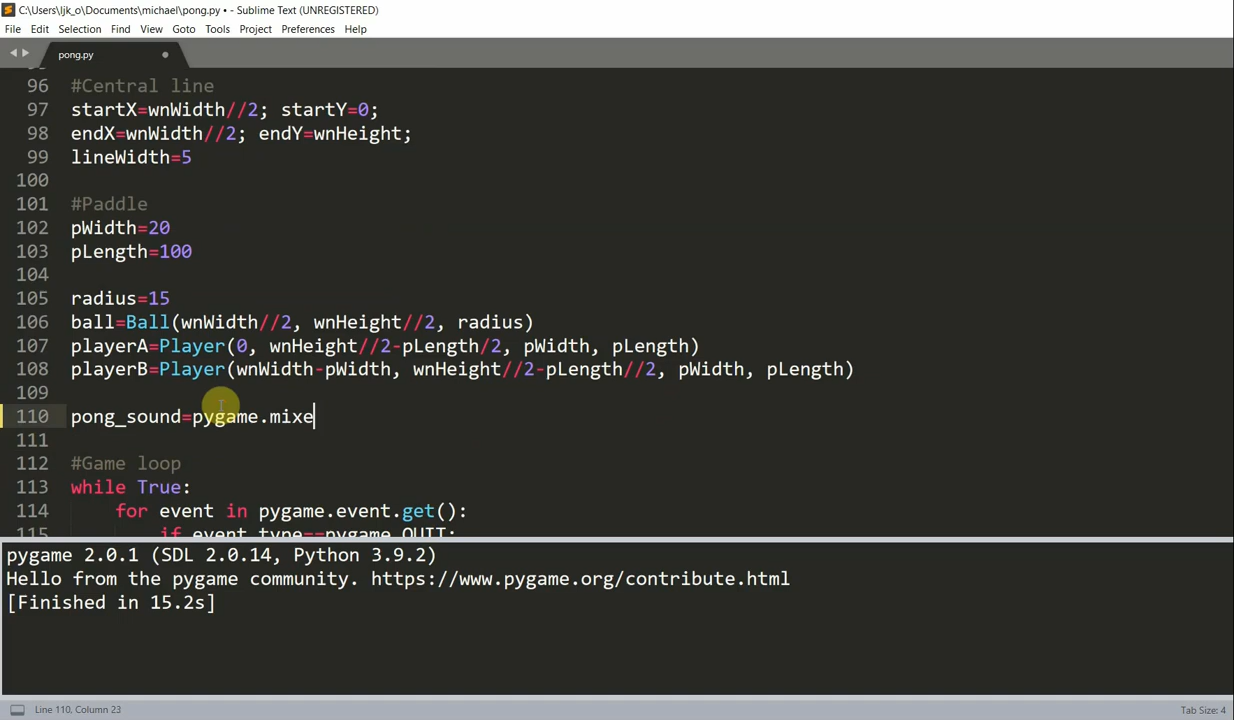 C:\Users\ljk_o\Documents\michael\pong.py • - Sublime Text (UNREGISTERED)
File Edit Selection Find View Goto Tools Project Preferences Help
pong.py
96 #Central line
97 startX=wnWidth//2; startY=0;
98 endX=wnWidth//2; endY=wnHeight;
99 lineWidth=5
100
101 #Paddle
102 pWidth=20
103 pLength=100
104
105 radius=15
106 ball=Ball(wnWidth//2, wnHeight//2, radius)
107 playerA=Player(0, wnHeight//2-pLength/2, pWidth, pLength)
108 playerB=Player(wnWidth-pWidth, wnHeight//2-pLength//2, pWidth, pLength)
109
110 pong_sound=pygame.mixe
111
112 #Game loop
113 while True:
114 for event in pygame.event.get():
115 if event.type==pygame.QUIT:
pygame 2.0.1 (SDL 2.0.14, Python 3.9.2)
Hello from the pygame community. https://www.pygame.org/contribute.html
[Finished in 15.2s]
Line 110, Column 23
Tab Size: 4